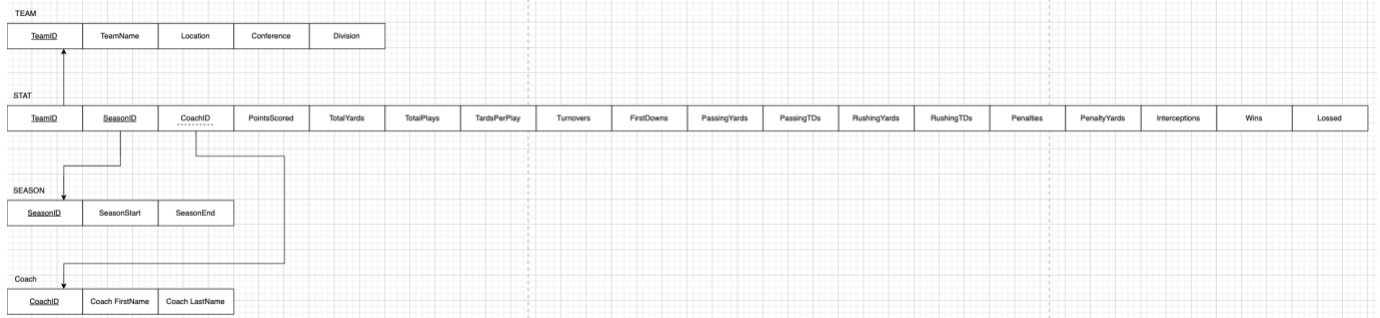 TEAM
TeamID TeamName Location Conference Division
STAT
TeamID SeasonID CoachID PointsScored TotalYards TotalPlays TardsPerPlay Turnovers FirstDowns PassingYards PassingTDs RushingYards RushingTDs Penalties PenaltyYards Interceptions Wins Lossed
SEASON
SeasonID SeasonStart SeasonEnd
Coach
CoachID Coach FirstName Coach LastName